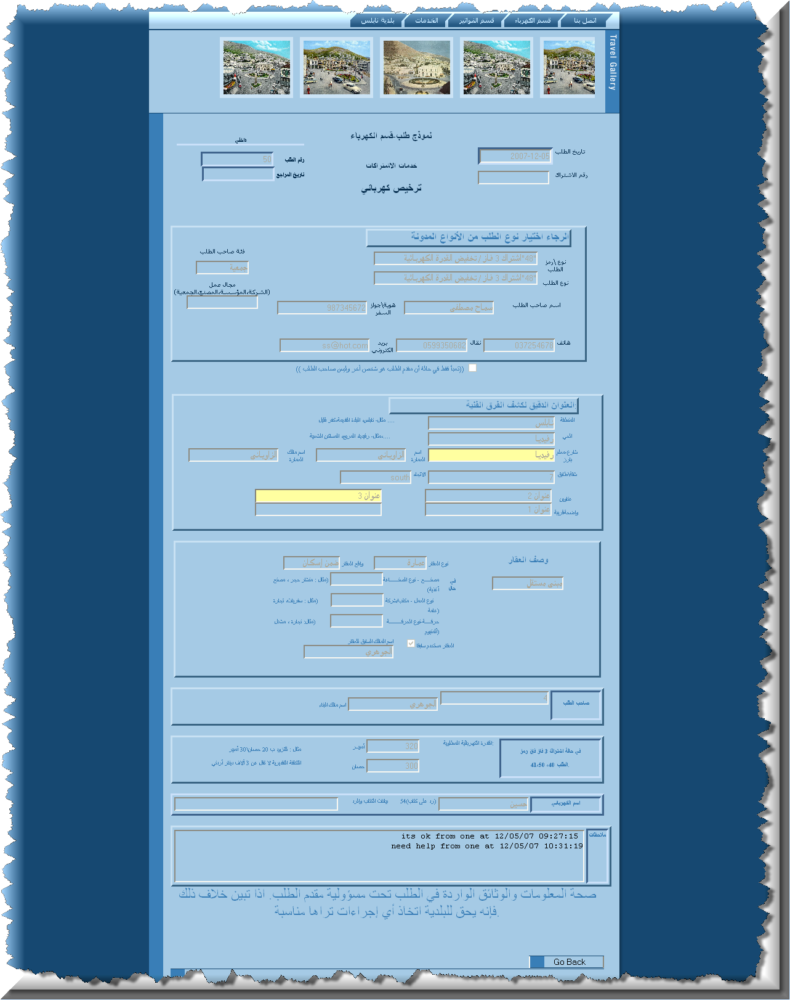 اتصل بنا
قسم الكهرباء
قسم الفواتير
الخدمات
بلدية نابلس
Travel Gallery
نموذج طلب-قسم الكهرباء
خدمات الاشتراكات
ترخيص كهربائي
تاريخ الطلب 2007-12-05
رقم الاشتراك
داخلي
رقم الطلب 50
تاريخ المراجع
الرجاء اختيار نوع الطلب من الأنواع المدونة
نوع\رمز الطلب "48"اشتراك 3 فاز / تخفيض القدرة الكهربائية
نوع الطلب "48"اشتراك 3 فاز / تخفيض القدرة الكهربائية
فئة صاحب الطلب
جمعية
مجال عمل
(الشركة،المؤسسة،المصنع،الجمعية)
اسم صاحب الطلب سماح مصطفى هوية\جواز السفر 987345672
هاتف 037254678 نقال 0599350682 بريد الكتروني ss@hot.com
((تعبأ فقط في حالة أن مقدم الطلب هو شخص آخر وليس صاحب الطلب ))
العنوان الدقيق لكشف الفرق الفنية:
المنطقة نابلس مثال- نابلس، البلدة القديمة،كفر قليل ....
الحي رفيديا مثال- رفيديا، المريج، المساكن الشعبية،....
شارع-معلم بارز رفيديا اسم العمارة الزاوياني اسم مالك العمارة الزاوياني
شقة\طابق 7 الاتجاه south
عناوين واضحة\قريبة عنوان 2 عنوان 3
عنوان 1
وصف العقار
مبنى مستقل
نوع العقار عمارة واقع العقار ضمن إسكان
في حال
مصنــع - نوع الصنــاعة (مثال : منشار حجر ، مصنع أغذية)
نوع العمل - مكتب/شركة (مثال : سفريات، تجارة عامة)
حرفــة-نوع الحرفــة (مثال: نجارة ، مشغل ألمنيوم)
العقار مستخدم سابقا اسم المالك السابق للعقار
الجوهري
صاحب الطلب 4 الجوهري اسم مالك البناء
في حالة اشتراك 3 فاز فان رمز
الطلب 40، 50،41.
القدرة الكهربائية المطلوبة:
320 أمبير
300 حصان
مثال : للتزويد ب 20 حصان\30 أمبير
التكلفة التقديرية لا تقل عن 3 آلاف دينار أردني
اسم الكهربائي حسين (رد على كتاب)54 بيانات الكتاب والرد
ملاحظات
its ok from one at 12/05/07 09:27:15
need help from one at 12/05/07 10:31:19
صحة المعلومات والوثائق الواردة في الطلب تحت مسؤولية مقدم الطلب. اذا تبين خلاف ذلك
فإنه يحق للبلدية اتخاذ أي إجراءات تراها مناسبة.
Go Back